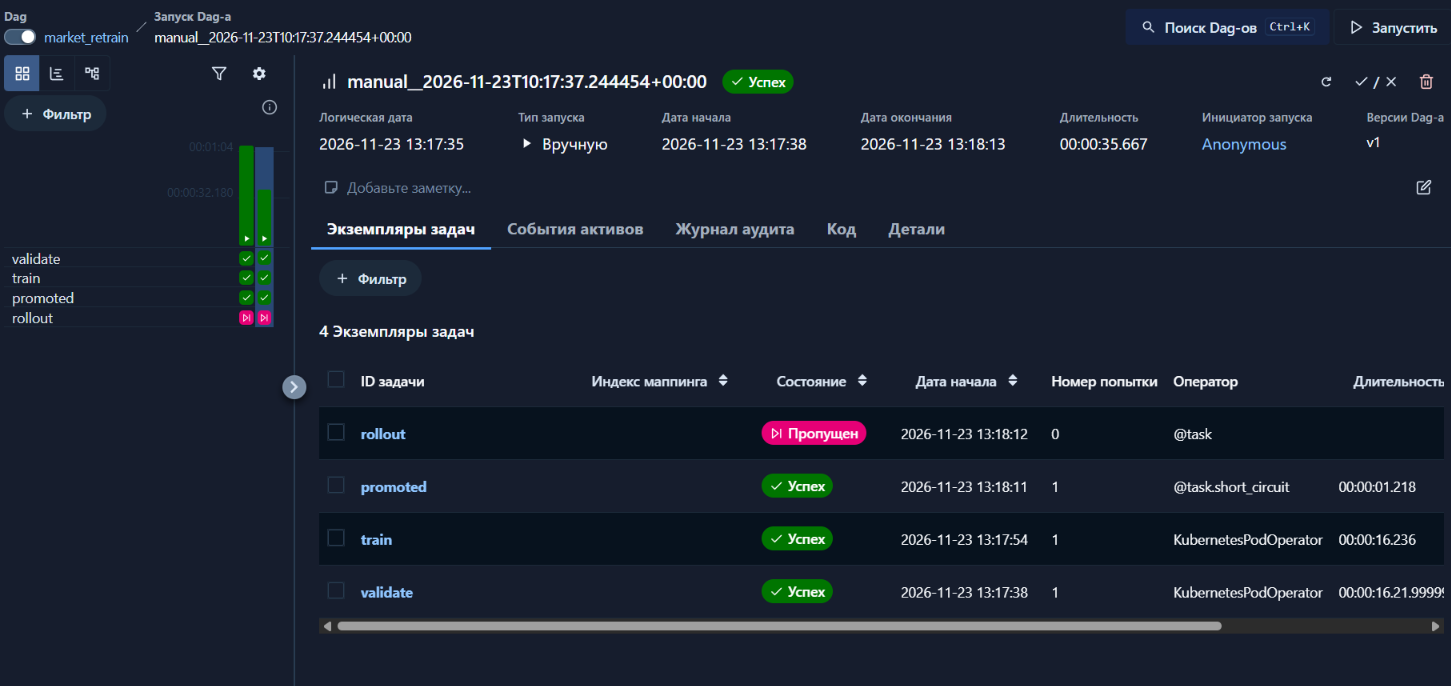 Dag
market_retrain
Запуск Dag-а
manual__2026-11-23T10:17:37.244454+00:00
Поиск Dag-ов Ctrl+K
Запустить
+ Фильтр
00:01:04
00:00:32.180
validate
train
promoted
rollout
manual__2026-11-23T10:17:37.244454+00:00 Успех
Логическая дата Тип запуска Дата начала Дата окончания Длительность Инициатор запуска Версии Dag-а
2026-11-23 13:17:35 Вручную 2026-11-23 13:17:38 2026-11-23 13:18:13 00:00:35.667 Anonymous v1
Добавьте заметку...
Экземпляры задач События активов Журнал аудита Код Детали
+ Фильтр
4 Экземпляры задач
ID задачи Индекс маппинга Состояние Дата начала Номер попытки Оператор Длительность
rollout Пропущен 2026-11-23 13:18:12 0 @task
promoted Успех 2026-11-23 13:18:11 1 @task.short_circuit 00:00:01.218
train Успех 2026-11-23 13:17:54 1 KubernetesPodOperator 00:00:16.236
validate Успех 2026-11-23 13:17:38 1 KubernetesPodOperator 00:00:16.21.99999